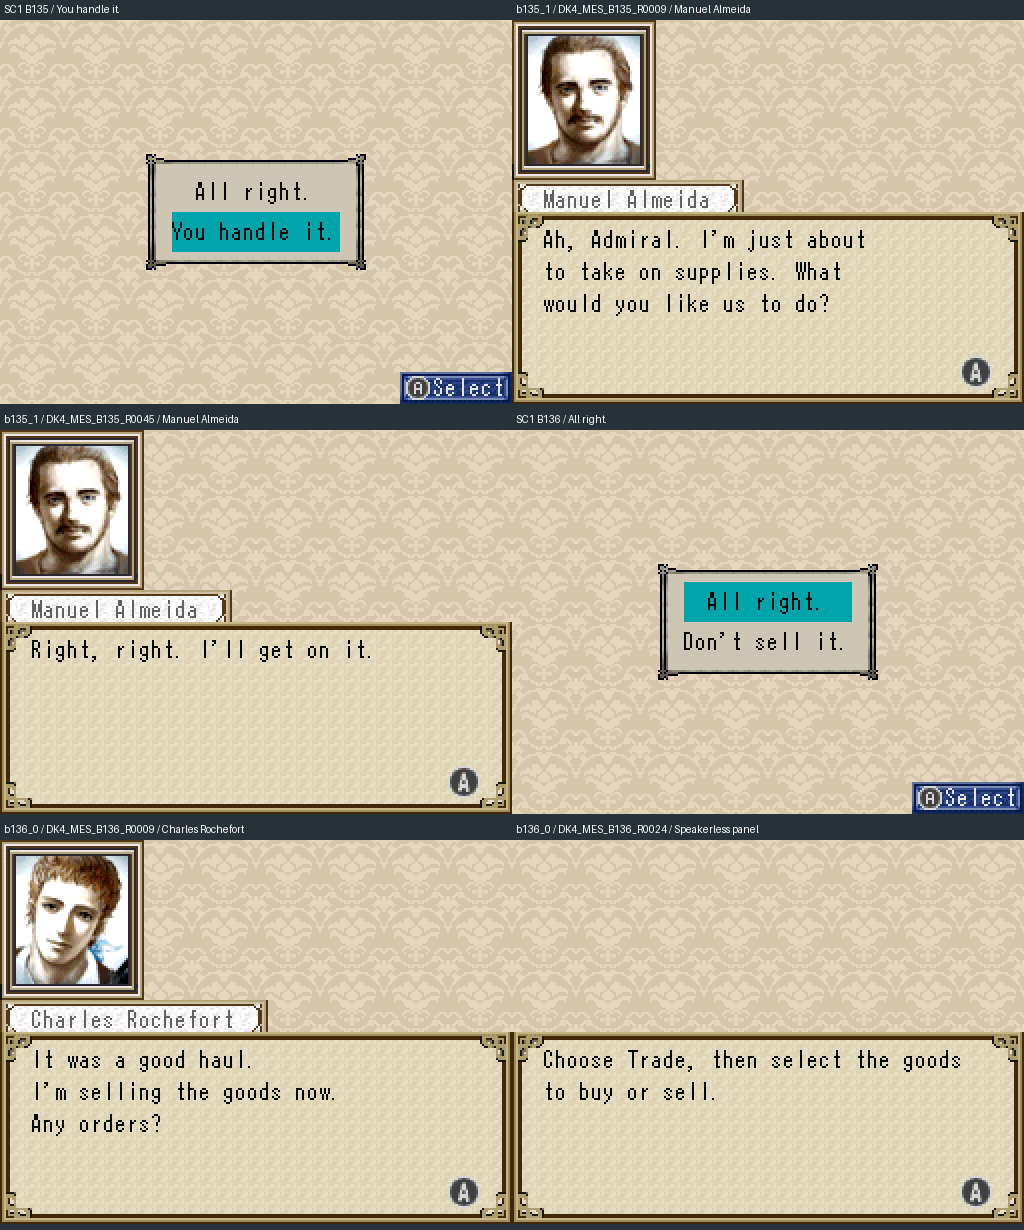 SC1 B135 / You handle it.
All right.
You handle it.
A Select
b135_1 / DK4_MES_B135_R0009 / Manuel Almeida
Manuel Almeida
Ah, Admiral. I'm just about
to take on supplies. What
would you like us to do?
A
b135_1 / DK4_MES_B135_R0045 / Manuel Almeida
Manuel Almeida
Right, right. I'll get on it.
A
SC1 B136 / All right.
All right.
Don't sell it.
A Select
b136_0 / DK4_MES_B136_R0009 / Charles Rochefort
Charles Rochefort
It was a good haul.
I'm selling the goods now.
Any orders?
A
b136_0 / DK4_MES_B136_R0024 / Speakerless panel
Choose Trade, then select the goods
to buy or sell.
A